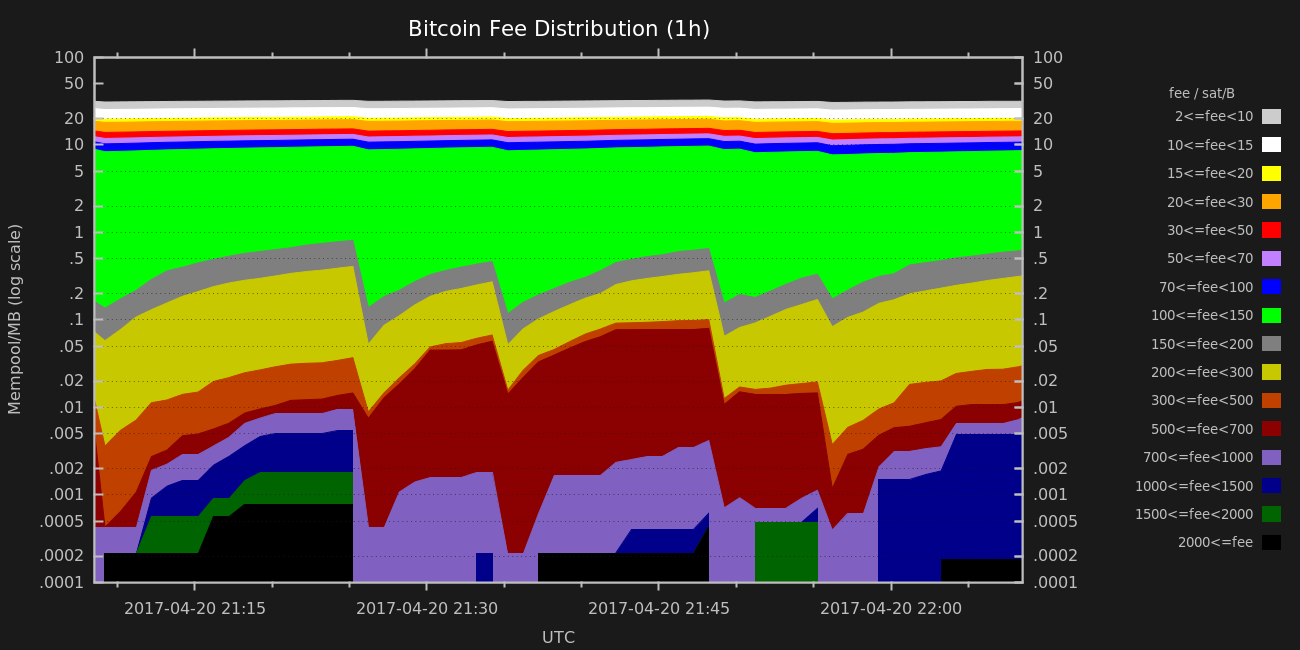 Bitcoin Fee Distribution (1h)
Mempool/MB (log scale)
100
50
20
10
5
2
1
.5
.2
.1
.05
.02
.01
.005
.002
.001
.0005
.0002
.0001
100
50
20
10
5
2
1
.5
.2
.1
.05
.02
.01
.005
.002
.001
.0005
.0002
.0001
2017-04-20 21:15
2017-04-20 21:30
2017-04-20 21:45
2017-04-20 22:00
UTC
fee / sat/B
2<=fee<10
10<=fee<15
15<=fee<20
20<=fee<30
30<=fee<50
50<=fee<70
70<=fee<100
100<=fee<150
150<=fee<200
200<=fee<300
300<=fee<500
500<=fee<700
700<=fee<1000
1000<=fee<1500
1500<=fee<2000
2000<=fee